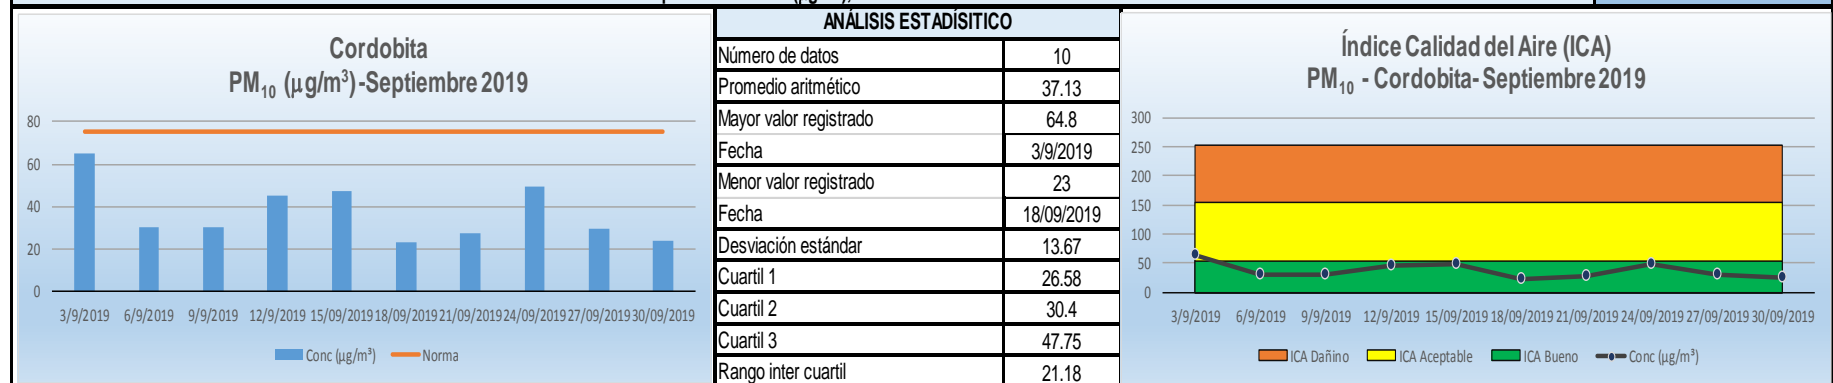 Cordobita
PM₁₀ (µg/m³)-Septiembre 2019
80
60
40
20
0
3/9/2019 6/9/2019 9/9/2019 12/9/2019 15/09/2019 18/09/2019 21/09/2019 24/09/2019 27/09/2019 30/09/2019
Conc (µg/m³) Norma
ANÁLISIS ESTADÍSITICO
Número de datos 10
Promedio aritmético 37.13
Mayor valor registrado 64.8
Fecha 3/9/2019
Menor valor registrado 23
Fecha 18/09/2019
Desviación estándar 13.67
Cuartil 1 26.58
Cuartil 2 30.4
Cuartil 3 47.75
Rango inter cuartil 21.18
Índice Calidad del Aire (ICA)
PM₁₀ - Cordobita- Septiembre 2019
300
250
200
150
100
50
0
3/9/2019 6/9/2019 9/9/2019 12/9/2019 15/09/2019 18/09/2019 21/09/2019 24/09/2019 27/09/2019 30/09/2019
ICA Dañino ICA Aceptable ICA Bueno Conc (µg/m³)